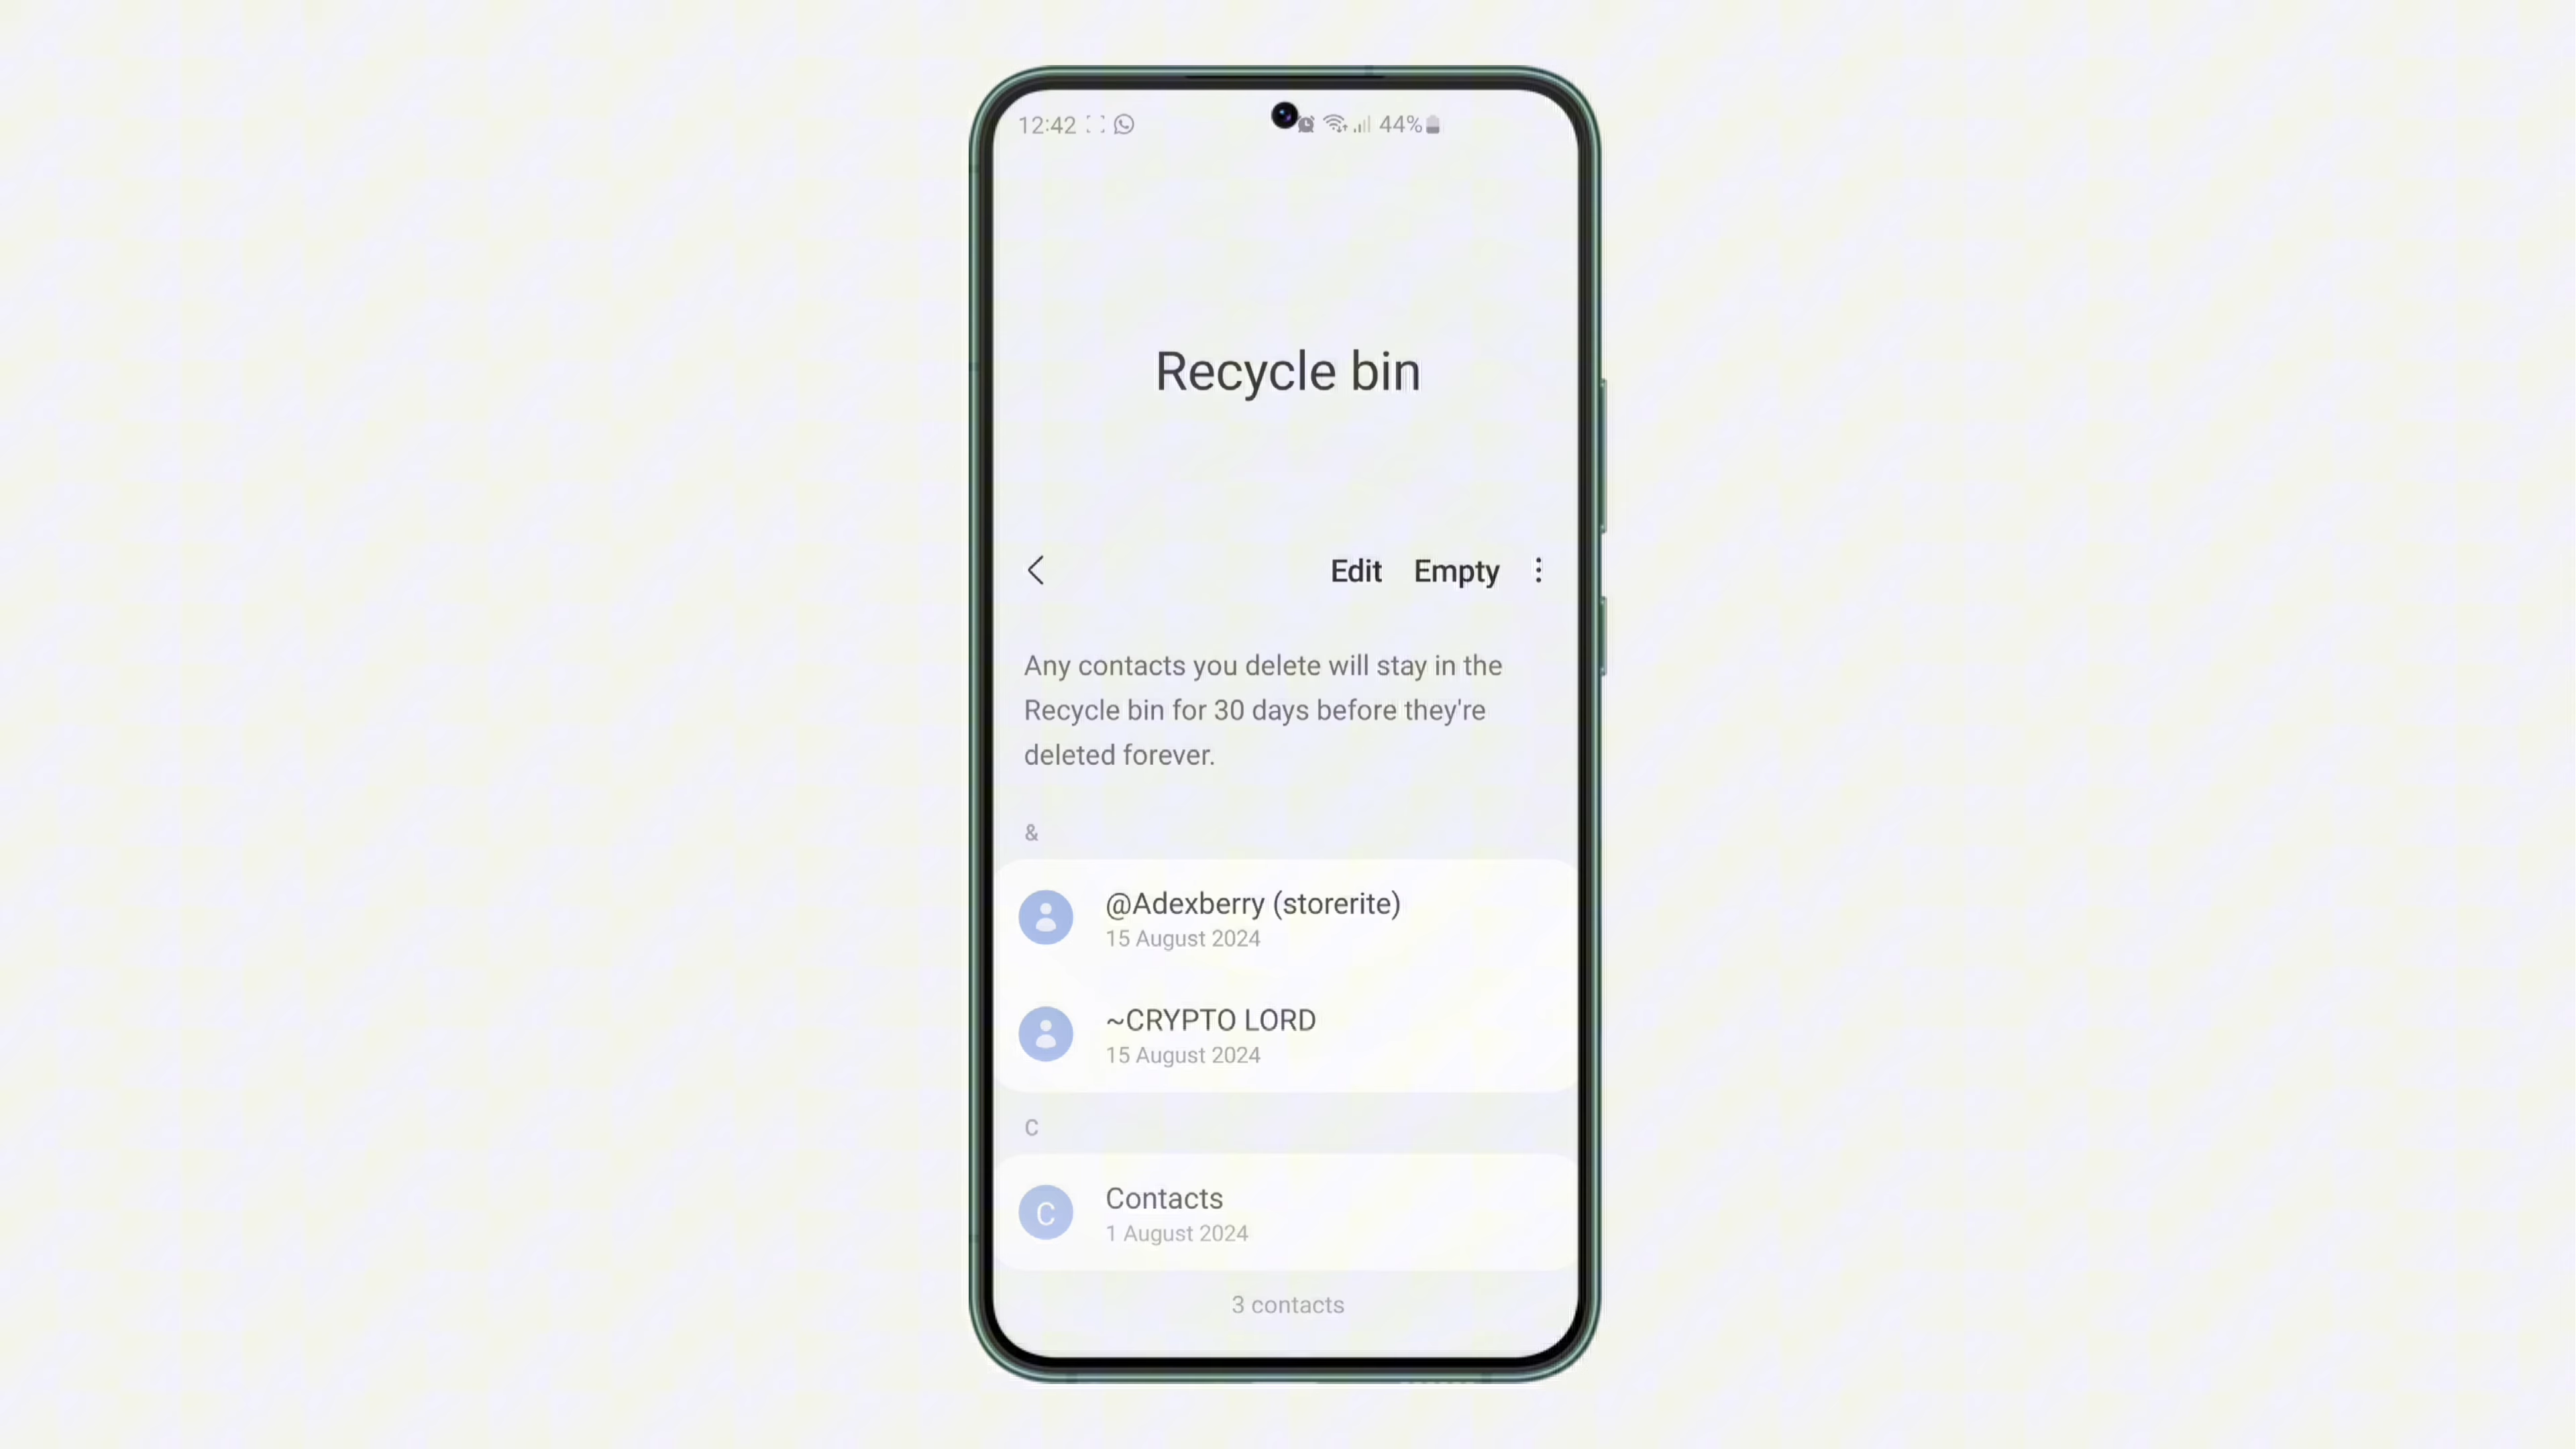 12:42
44%
Recycle bin
Edit Empty
Any contacts you delete will stay in the
Recycle bin for 30 days before they're
deleted forever.
&
@Adexberry (storerite)
15 August 2024
~CRYPTO LORD
15 August 2024
C
C
Contacts
1 August 2024
3 contacts